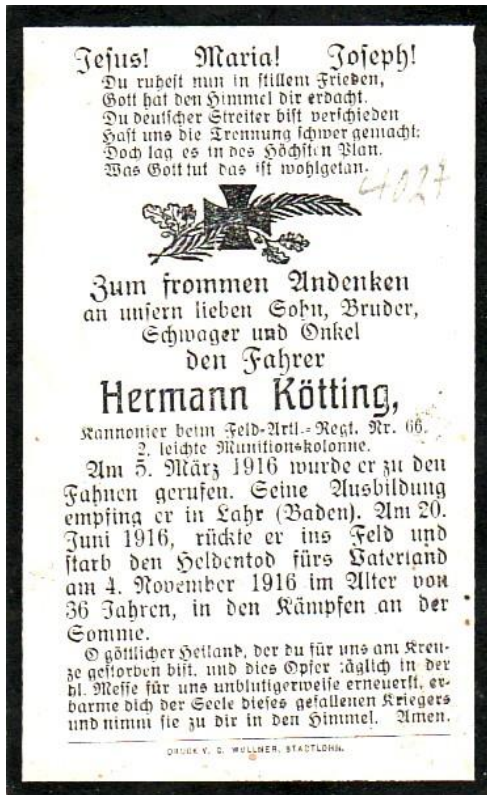 Jesus! Maria! Joseph!
Du ruhest nun in stillem Frieden,
Gott hat den Himmel dir erdacht.
Du deutscher Streiter bist verschieden
Hast uns die Trennung schwer gemacht:
Doch lag es in des Höchsten Plan.
Was Gott tut das ist wohlgetan.
4027
Zum frommen Andenken
an unsern lieben Sohn, Bruder,
Schwager und Onkel
den Fahrer
Hermann Kötting,
Kannonier beim Feld-Artl.-Regt. Nr. 66.
2. leichte Munitionskolonne.
Am 5. März 1916 wurde er zu den
Fahnen gerufen. Seine Ausbildung
empfing er in Lahr (Baden). Am 20.
Juni 1916, rückte er ins Feld und
starb den Heldentod fürs Vaterland
am 4. November 1916 im Alter von
36 Jahren, in den Kämpfen an der
Somme.
O göttlicher Heiland, der du für uns am Kreu-
ze gestorben bist, und dies Opfer täglich in der
hl. Messe für uns unblutigerweise erneuerst, er-
barme dich der Seele dieses gefallenen Kriegers
und nimm sie zu dir in den Himmel. Amen.
DRUCK V. C. WÜLLNER, STADTLOHN.